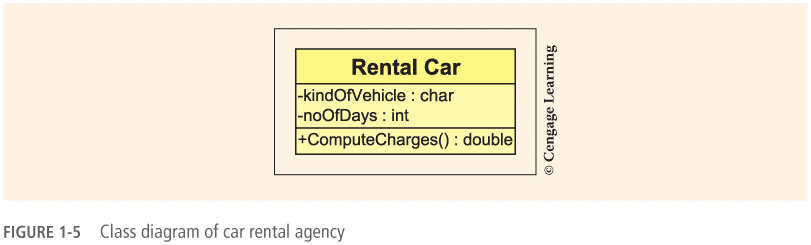 Rental Car
-kindOfVehicle : char
-noOfDays : int
+ComputeCharges() : double
© Cengage Learning
FIGURE 1-5 Class diagram of car rental agency